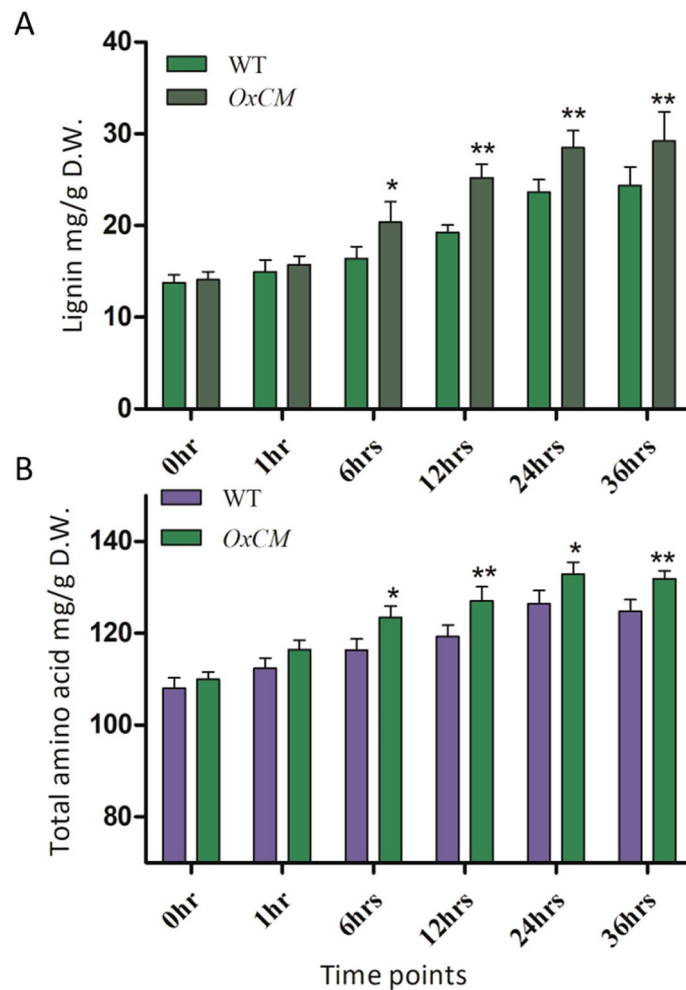 A
Lignin mg/g D.W.
40
30
20
10
0
WT
OxCM
*
**
**
**
0hr
1hr
6hrs
12hrs
24hrs
36hrs
B
Total amino acid mg/g D.W.
140
120
100
80
WT
OxCM
*
**
*
**
0hr
1hr
6hrs
12hrs
24hrs
36hrs
Time points